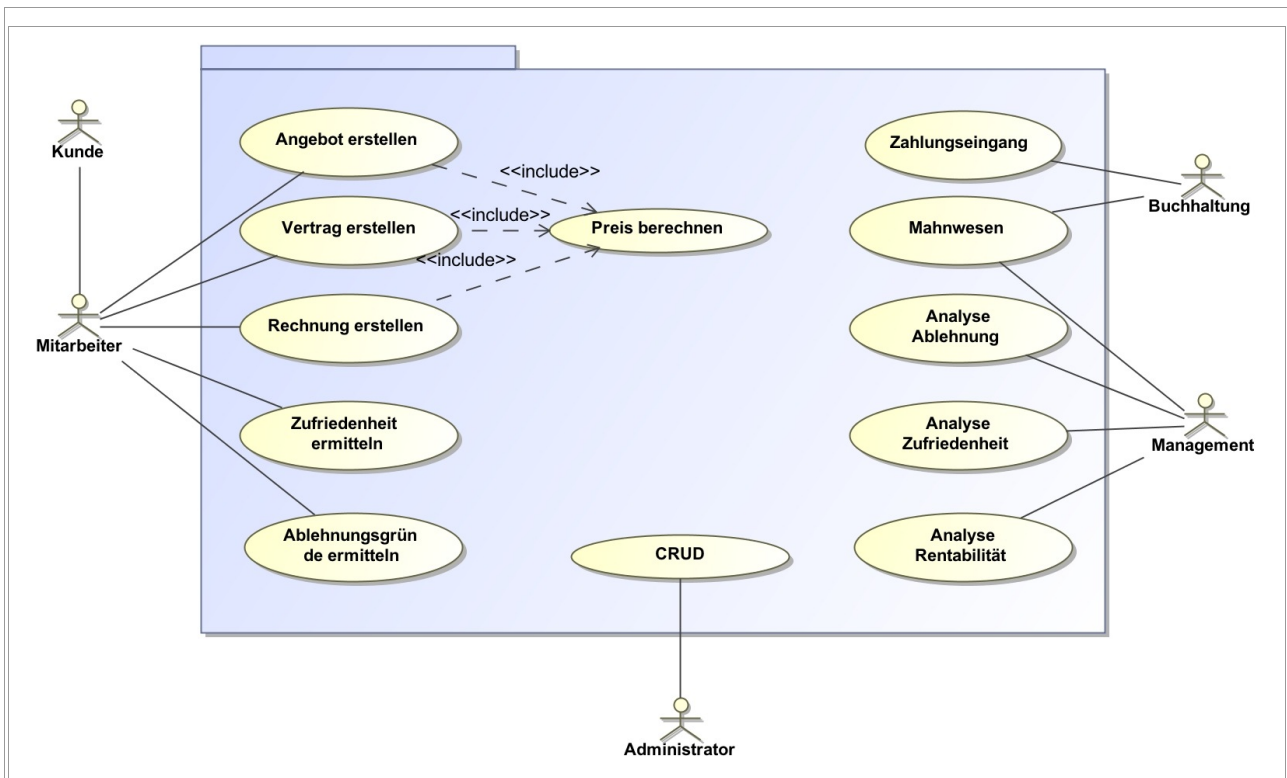 Kunde
Mitarbeiter
Angebot erstellen
<<include>>
Vertrag erstellen
<<include>>
Preis berechnen
Rechnung erstellen
<<include>>
Zufriedenheit
ermitteln
Ablehnungsgrün
de ermitteln
CRUD
Zahlungseingang
Mahnwesen
Analyse
Ablehnung
Analyse
Zufriedenheit
Analyse
Rentabilität
Buchhaltung
Management
Administrator